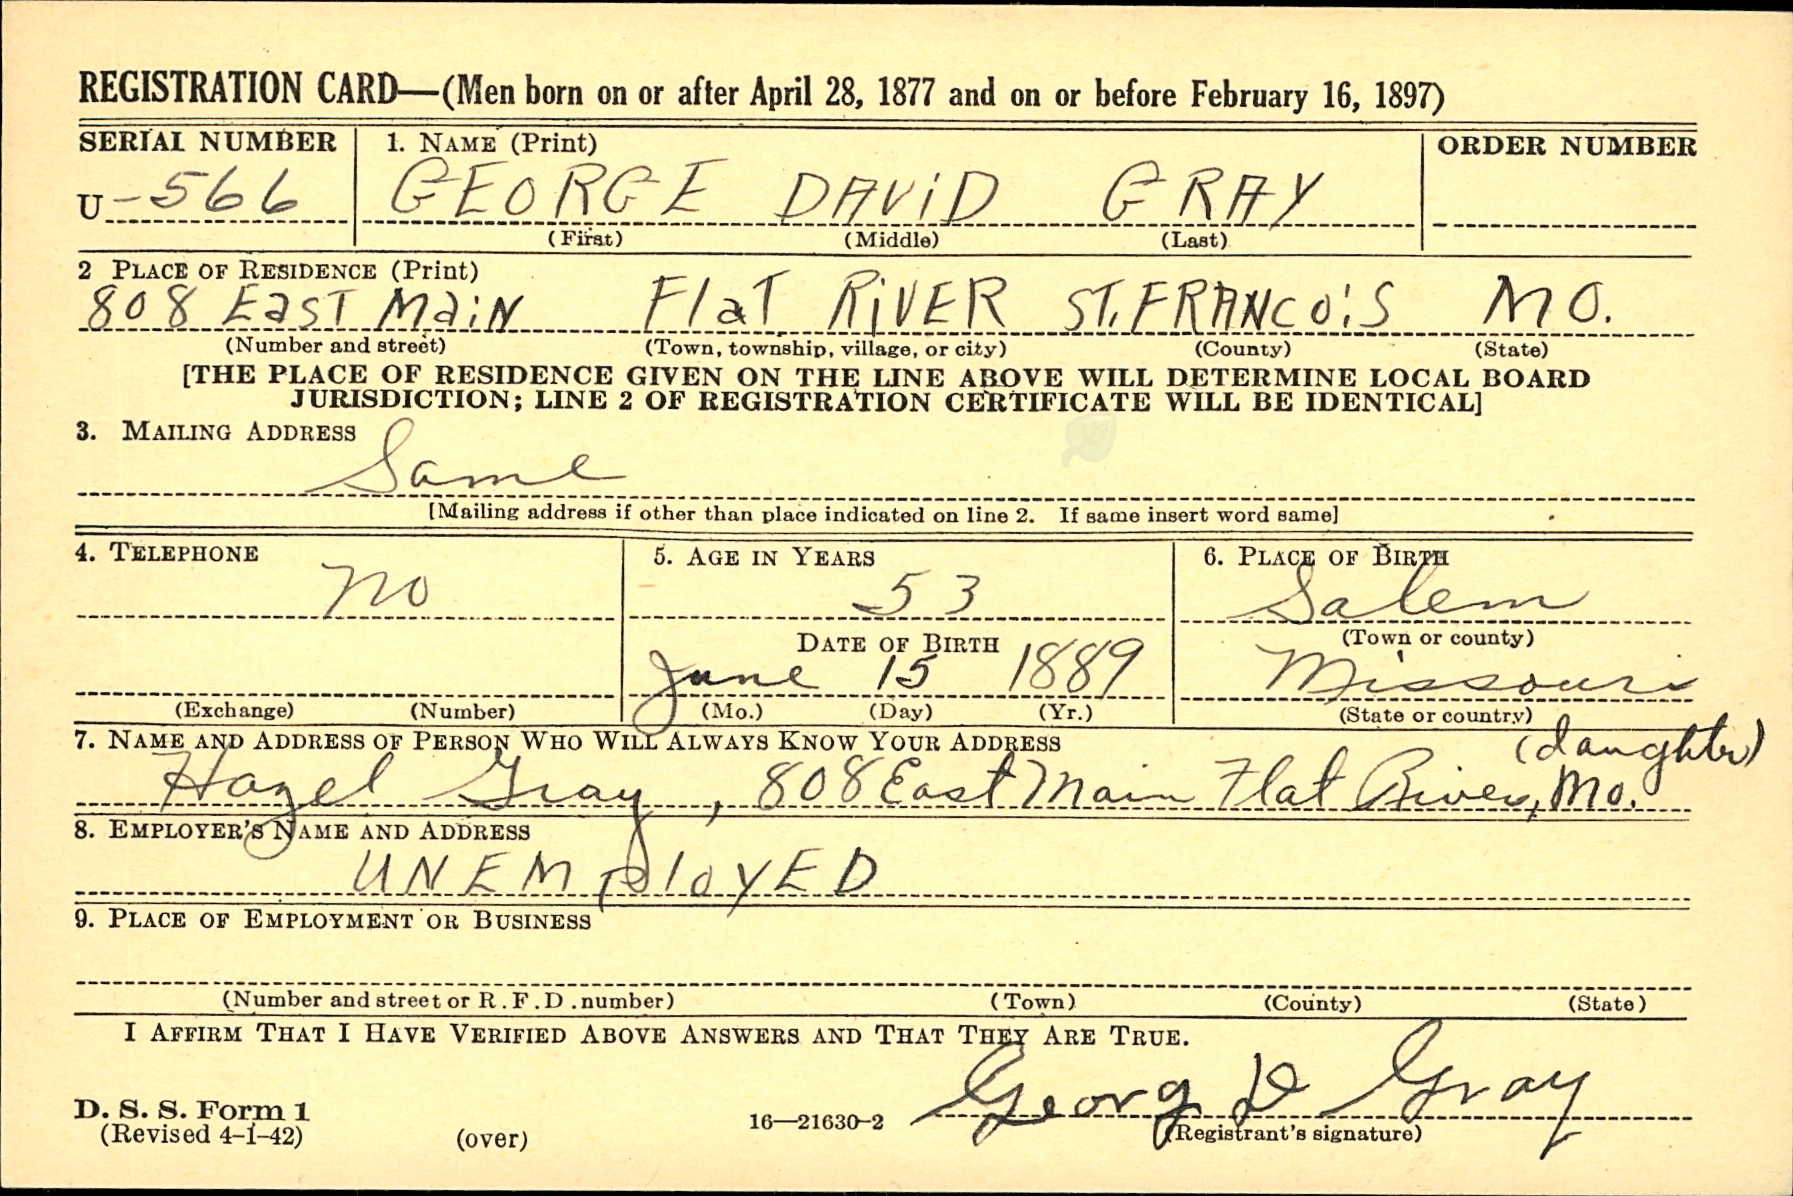 REGISTRATION CARD—(Men born on or after April 28, 1877 and on or before February 16, 1897)
SERIAL NUMBER 1. NAME (Print) ORDER NUMBER
U-566 GEORGE DAVID GRAY
(First) (Middle) (Last)
2 PLACE OF RESIDENCE (Print)
808 East Main Flat RiVER ST. FRANCOiS MO.
(Number and street) (Town, township, village, or city) (County) (State)
[THE PLACE OF RESIDENCE GIVEN ON THE LINE ABOVE WILL DETERMINE LOCAL BOARD
JURISDICTION; LINE 2 OF REGISTRATION CERTIFICATE WILL BE IDENTICAL]
3. MAILING ADDRESS
Same
[Mailing address if other than place indicated on line 2. If same insert word same]
4. TELEPHONE 5. AGE IN YEARS 6. PLACE OF BIRTH
no 53 Salem
DATE OF BIRTH (Town or county)
June 15 1889 Missouri
(Exchange) (Number) (Mo.) (Day) (Yr.) (State or country)
7. NAME AND ADDRESS OF PERSON WHO WILL ALWAYS KNOW YOUR ADDRESS (daughter)
Hazel Gray, 808 East Main Flat River, Mo.
8. EMPLOYER'S NAME AND ADDRESS
UNEMPlOYED
9. PLACE OF EMPLOYMENT OR BUSINESS
(Number and street or R. F. D. number) (Town) (County) (State)
I AFFIRM THAT I HAVE VERIFIED ABOVE ANSWERS AND THAT THEY ARE TRUE.
Georg D Gray
D. S. S. Form 1
(Revised 4-1-42) (over) 16—21630-2 (Registrant's signature)